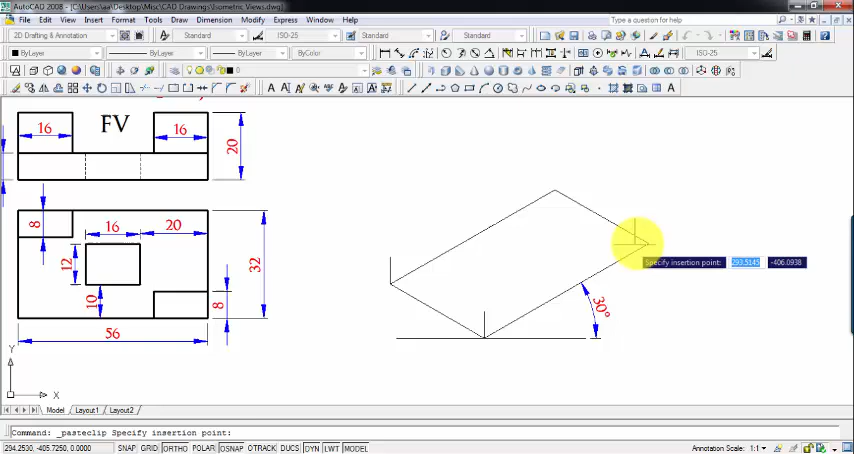 AutoCAD 2008 - [C:\Users\aa\Desktop\Misc\CAD Drawings\Isometric Views.dwg]
File Edit View Insert Format Tools Draw Dimension Modify Express Window Help
Type a question for help
2D Drafting & Annotation Standard ISO-25 Standard Standard
ByLayer ByLayer ByLayer ByColor ISO-25
0
16 FV 16 20
8 16 20 32
12
10 8
56
30°
Specify insertion point: 293.5145 -406.0938
Y
X
Model Layout1 Layout2
Command: _pasteclip Specify insertion point:
294.2530, -405.7250, 0.0000 SNAP GRID ORTHO POLAR OSNAP OTRACK DUCS DYN LWT MODEL Annotation Scale: 1:1